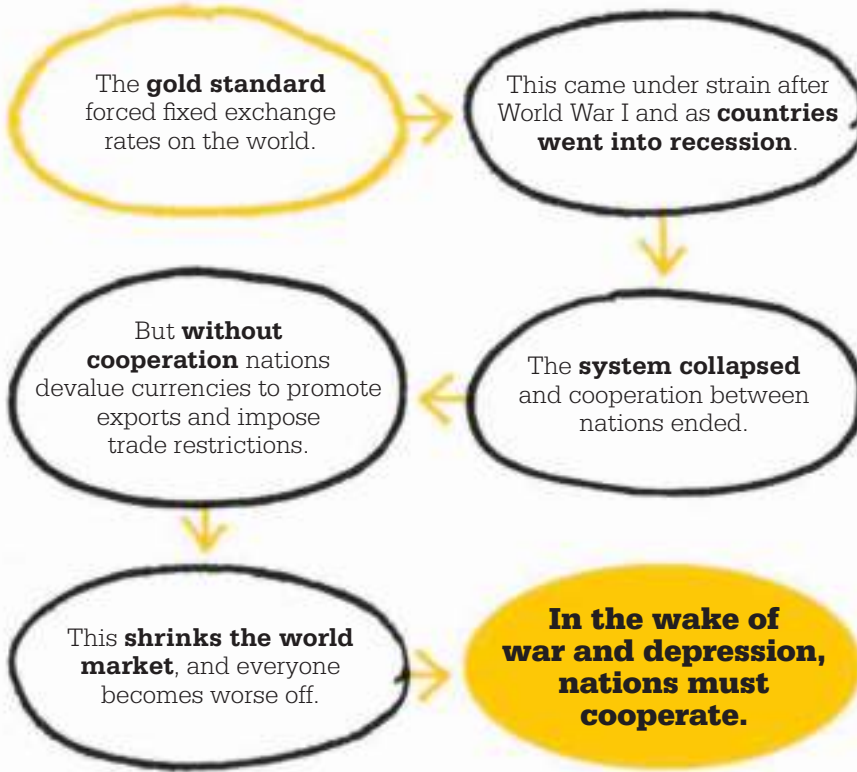 The gold standard
forced fixed exchange
rates on the world.
This came under strain after
World War I and as countries
went into recession.
The system collapsed
and cooperation between
nations ended.
But without
cooperation nations
devalue currencies to promote
exports and impose
trade restrictions.
This shrinks the world
market, and everyone
becomes worse off.
In the wake of
war and depression,
nations must
cooperate.